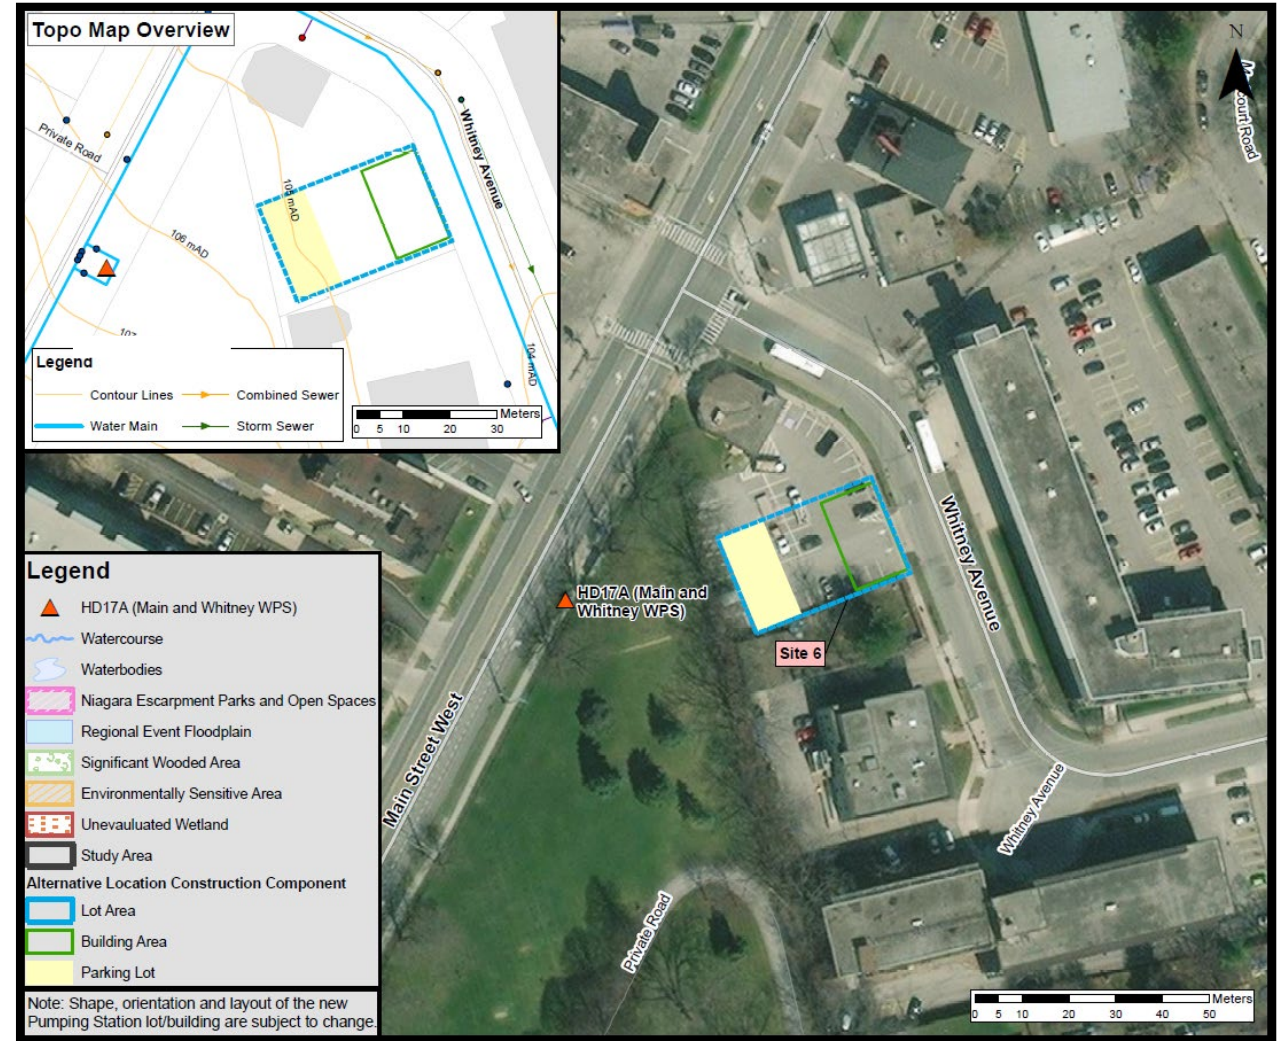 Topo Map Overview
Private Road
Whitney Avenue
105 mAD
106 mAD
104 mAD
Legend
Contour Lines
Combined Sewer
Water Main
Storm Sewer
Meters
0 5 10 20 30
N
Whitney Avenue
HD17A (Main and
Whitney WPS)
Site 6
Main Street West
Whitney Avenue
Private Road
Legend
HD17A (Main and Whitney WPS)
Watercourse
Waterbodies
Niagara Escarpment Parks and Open Spaces
Regional Event Floodplain
Significant Wooded Area
Environmentally Sensitive Area
Unevauluated Wetland
Study Area
Alternative Location Construction Component
Lot Area
Building Area
Parking Lot
Note: Shape, orientation and layout of the new
Pumping Station lot/building are subject to change.
Meters
0 5 10 20 30 40 50